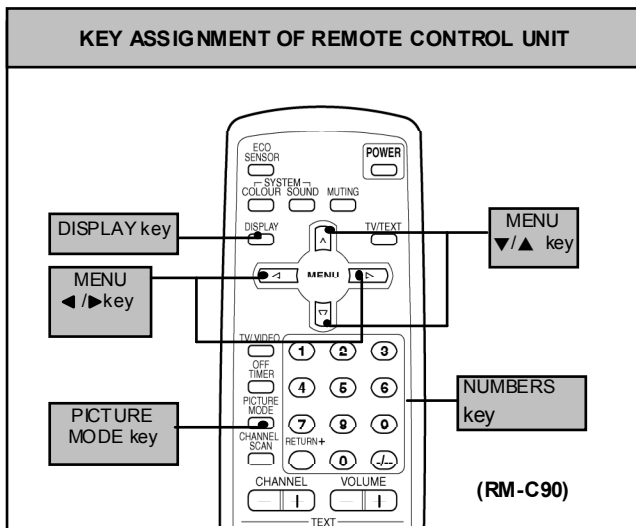 KEY ASSIGNMENT OF REMOTE CONTROL UNIT
ECO
SENSOR
POWER
SYSTEM
COLOUR SOUND MUTING
DISPLAY key
DISPLAY
TV/TEXT
MENU
▼/▲ key
MENU
◀ /▶key
MENU
TV/VIDEO
1 2 3
OFF
TIMER
4 5 6
PICTURE
MODE key
PICTURE
MODE
7 8 9
NUMBERS
key
CHANNEL
SCAN
RETURN+
0 -/--
CHANNEL VOLUME
− + − +
(RM-C90)
TEXT